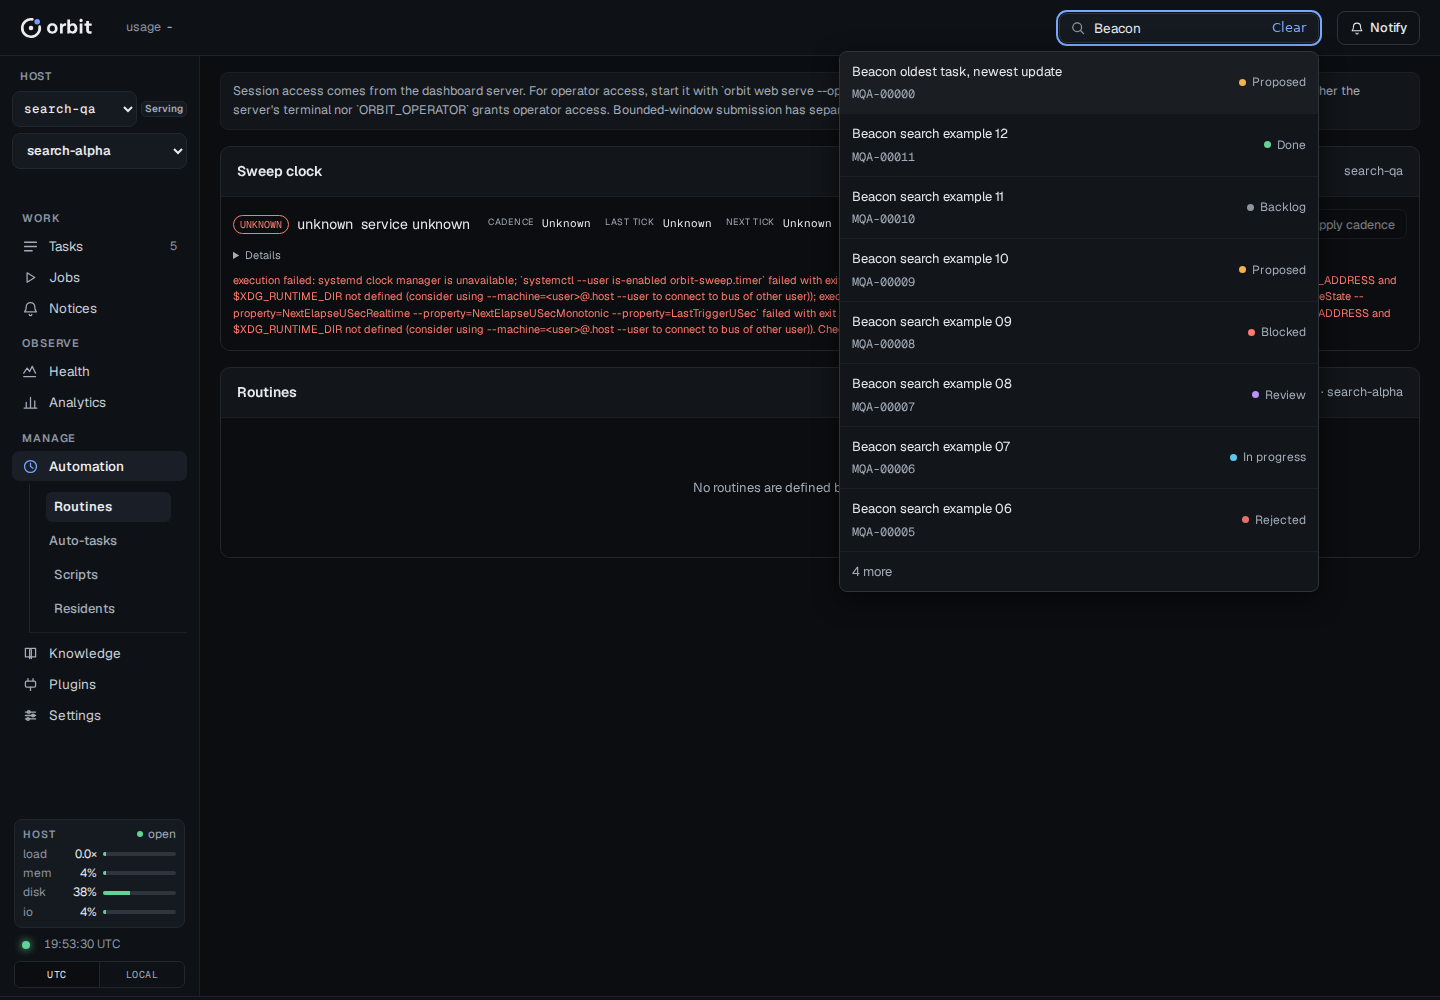 orbit
usage -
Beacon
Clear
Notify
HOST
search-qa
Serving
search-alpha
WORK
Tasks 5
Jobs
Notices
OBSERVE
Health
Analytics
MANAGE
Automation
Routines
Auto-tasks
Scripts
Residents
Knowledge
Plugins
Settings
HOST open
load 0.0×
mem 4%
disk 38%
io 4%
19:53:30 UTC
UTC LOCAL
Session access comes from the dashboard server. For operator access, start it with `orbit web serve --op
her the
server's terminal nor `ORBIT_OPERATOR` grants operator access. Bounded-window submission has sepa
Sweep clock
search-qa
UNKNOWN unknown service unknown CADENCE Unknown LAST TICK Unknown NEXT TICK Unknown
pply cadence
Details
execution failed: systemd clock manager is unavailable; `systemctl --user is-enabled orbit-sweep.timer` failed with exi
_ADDRESS and
$XDG_RUNTIME_DIR not defined (consider using --machine=<user>@.host --user to connect to bus of other user)); exec
eState --
property=NextElapseUSecRealtime --property=NextElapseUSecMonotonic --property=LastTriggerUSec` failed with exit
ADDRESS and
$XDG_RUNTIME_DIR not defined (consider using --machine=<user>@.host --user to connect to bus of other user)). Che
Routines
· search-alpha
No routines are defined b
Beacon oldest task, newest update
MQA-00000
Proposed
Beacon search example 12
MQA-00011
Done
Beacon search example 11
MQA-00010
Backlog
Beacon search example 10
MQA-00009
Proposed
Beacon search example 09
MQA-00008
Blocked
Beacon search example 08
MQA-00007
Review
Beacon search example 07
MQA-00006
In progress
Beacon search example 06
MQA-00005
Rejected
4 more